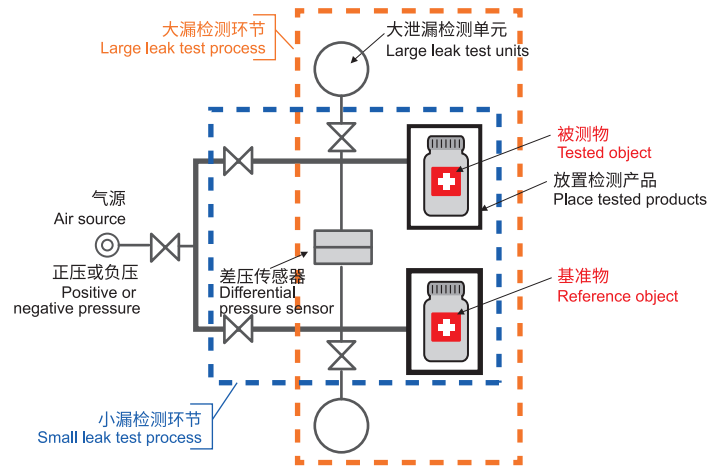 大漏检测环节
Large leak test process
大泄漏检测单元
Large leak test units
被测物
Tested object
放置检测产品
Place tested products
气源
Air source
正压或负压
Positive or
negative pressure
差压传感器
Differential
pressure sensor
基准物
Reference object
小漏检测环节
Small leak test process